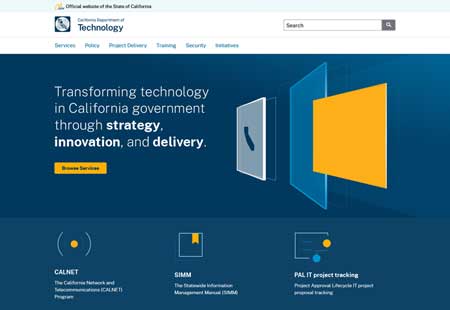 Official website of the State of California
California Department of
Technology
Search
Services Policy Project Delivery Training Security Initiatives
Transforming technology
in California government
through strategy,
innovation, and delivery.
Browse Services
CALNET
The California Network and
Telecommunications (CALNET)
Program
SIMM
The Statewide Information
Management Manual (SIMM)
PAL IT project tracking
Project Approval Lifecycle IT project
proposal tracking